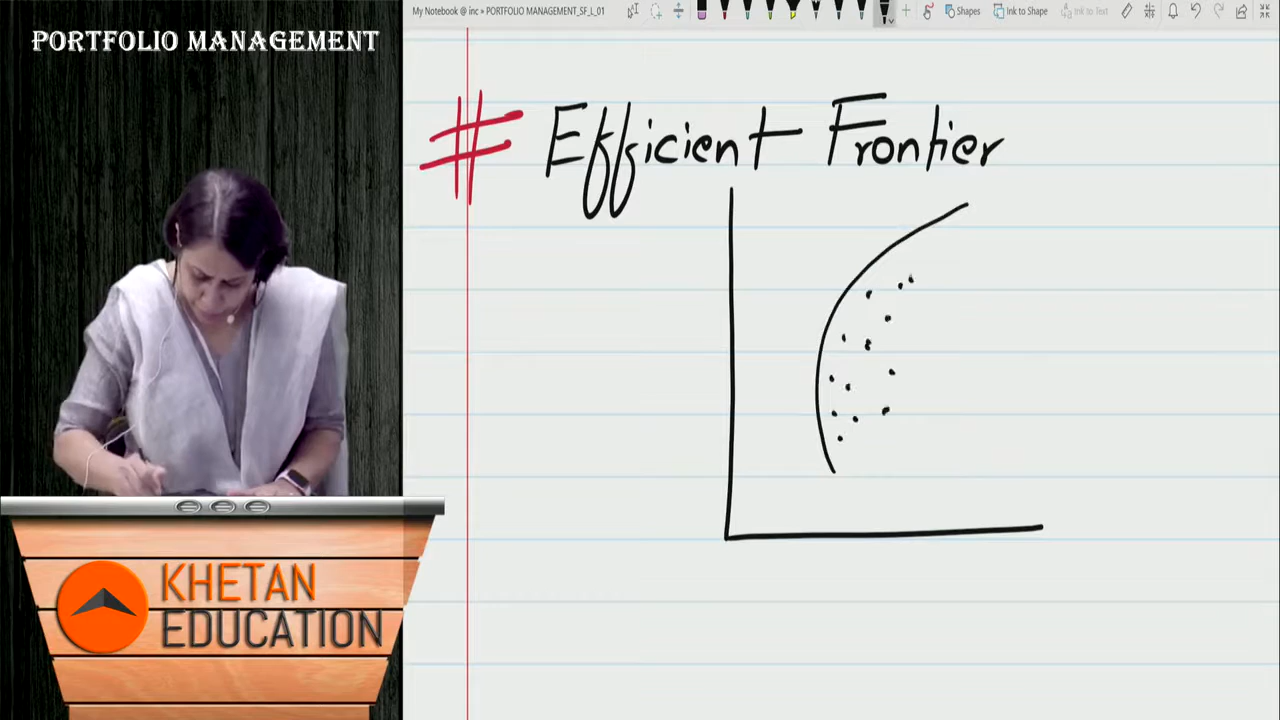 My Notebook @ inc » PORTFOLIO MANAGEMENT_SF_L_01
Shapes
Ink to Shape
Ink to Text
PORTFOLIO MANAGEMENT
# Efficient Frontier
KHETAN
EDUCATION